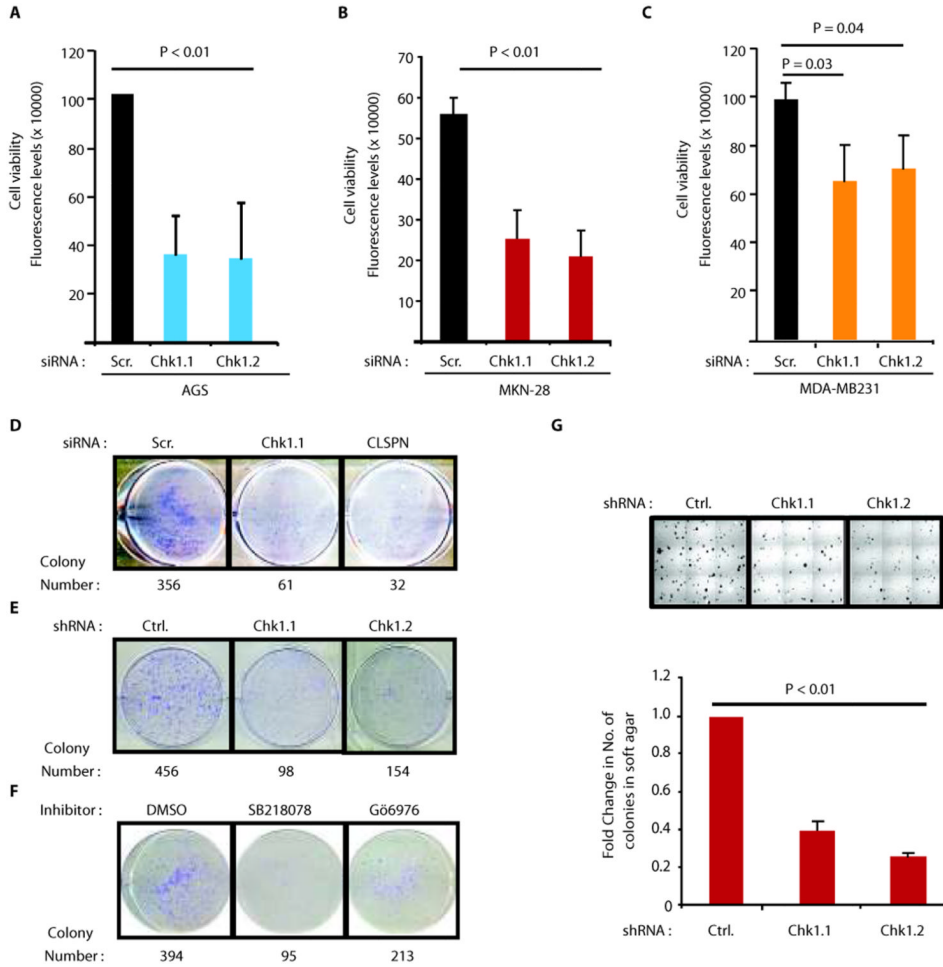 A
Cell viability
Fluorescence levels (x 10000)
120
100
80
60
40
20
P < 0.01
siRNA : Scr. Chk1.1 Chk1.2
AGS
B
Cell viability
Fluorescence levels (x 10000)
70
60
50
40
30
20
10
P < 0.01
siRNA : Scr. Chk1.1 Chk1.2
MKN-28
C
Cell viability
Fluorescence levels (x 10000)
120
100
80
60
40
20
P = 0.04
P = 0.03
siRNA : Scr. Chk1.1 Chk1.2
MDA-MB231
D
siRNA : Scr. Chk1.1 CLSPN
Colony
Number : 356 61 32
E
shRNA : Ctrl. Chk1.1 Chk1.2
Colony
Number : 456 98 154
F
Inhibitor : DMSO SB218078 Gö6976
Colony
Number : 394 95 213
G
shRNA : Ctrl. Chk1.1 Chk1.2
P < 0.01
Fold Change in No. of
colonies in soft agar
1.2
1.0
0.8
0.6
0.4
0.2
0
shRNA : Ctrl. Chk1.1 Chk1.2